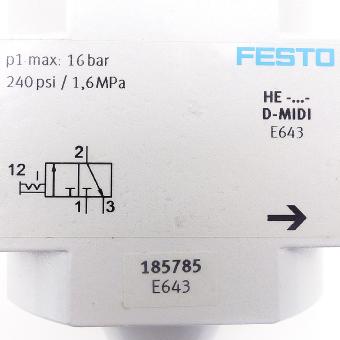 p1 max: 16 bar
240 psi / 1,6 MPa
FESTO
HE -...-
D-MIDI
E643
2
12
1 3
185785
E643